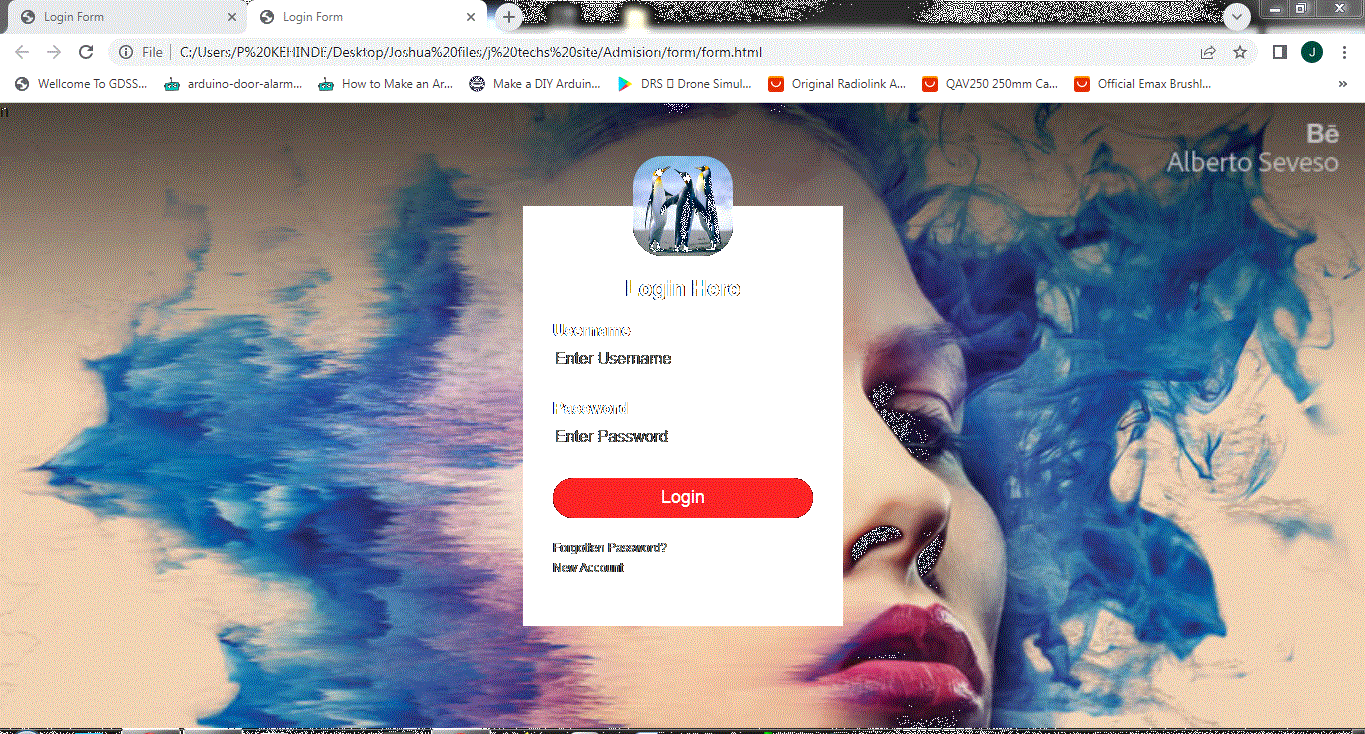 Login Form
Login Form
File
C:/Users/P%20KEHINDE/Desktop/Joshua%20files/j%20techs%20site/Admision/form/form.html
J
Wellcome To GDSS...
arduino-door-alarm...
How to Make an Ar...
Make a DIY Arduin...
DRS  Drone Simul...
Original Radiolink A...
QAV250 250mm Ca...
Official Emax Brushl...
»
n
Bē
Alberto Seveso
Login Here
Username
Enter Username
Password
Enter Password
Login
Forgotten Password?
New Account